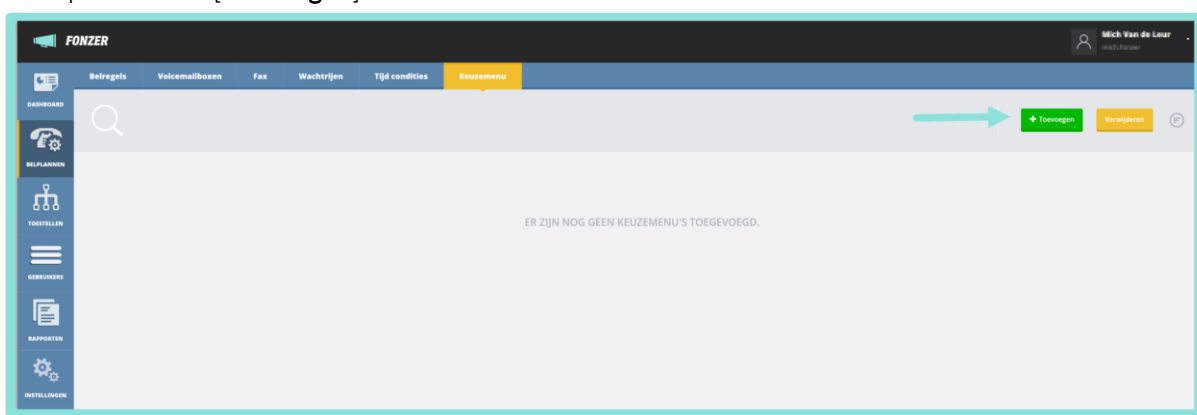 FONZER
Mich Van de Leur
mich.fonzer
Belregels Voicemailboxen Fax Wachtrijen Tijd condities Keuzemenu
DASHBOARD
+ Toevoegen Verwijderen
BELPLANNEN
TOESTELLEN
ER ZIJN NOG GEEN KEUZEMENU'S TOEGEVOEGD.
GEBRUIKERS
RAPPORTEN
INSTELLINGEN